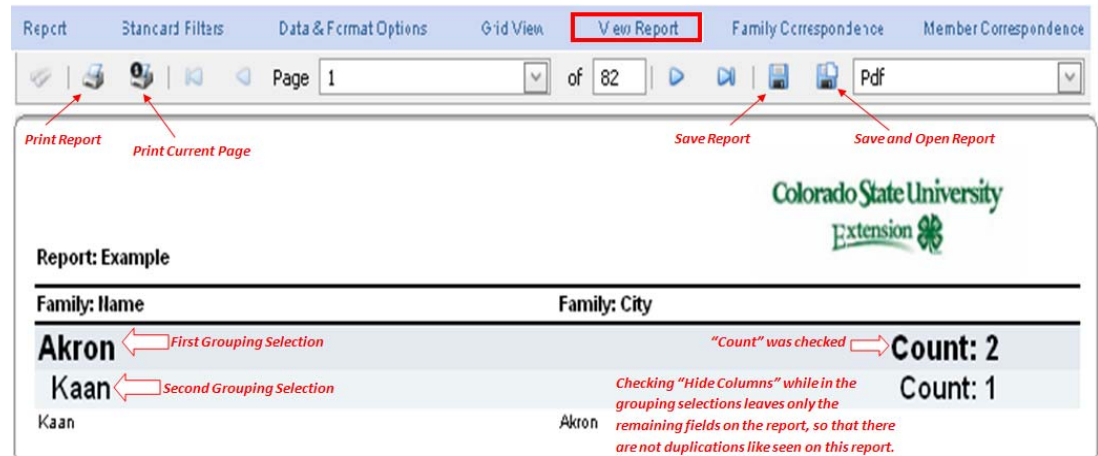 Report Standard Filters Data & Format Options Grid View View Report Family Correspondence Member Correspondence
Page 1 of 82 Pdf
Print Report
Print Current Page
Save Report
Save and Open Report
Colorado State University
Extension
Report: Example
Family: Name Family: City
Akron First Grouping Selection "Count" was checked Count: 2
Kaan Second Grouping Selection Count: 1
Checking "Hide Columns" while in the
grouping selections leaves only the
remaining fields on the report, so that there
are not duplications like seen on this report.
Kaan Akron